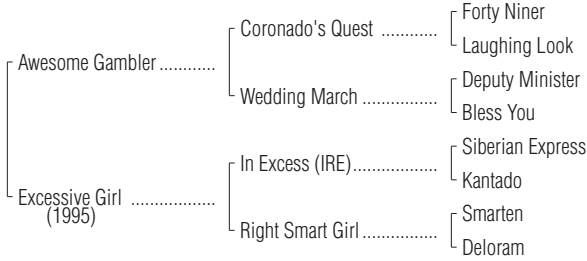 Forty Niner
Coronado's Quest ............
Laughing Look
Awesome Gambler ............
Deputy Minister
Wedding March ................
Bless You
Siberian Express
In Excess (IRE)..................
Kantado
Excessive Girl ..................
(1995)
Smarten
Right Smart Girl ................
Deloram